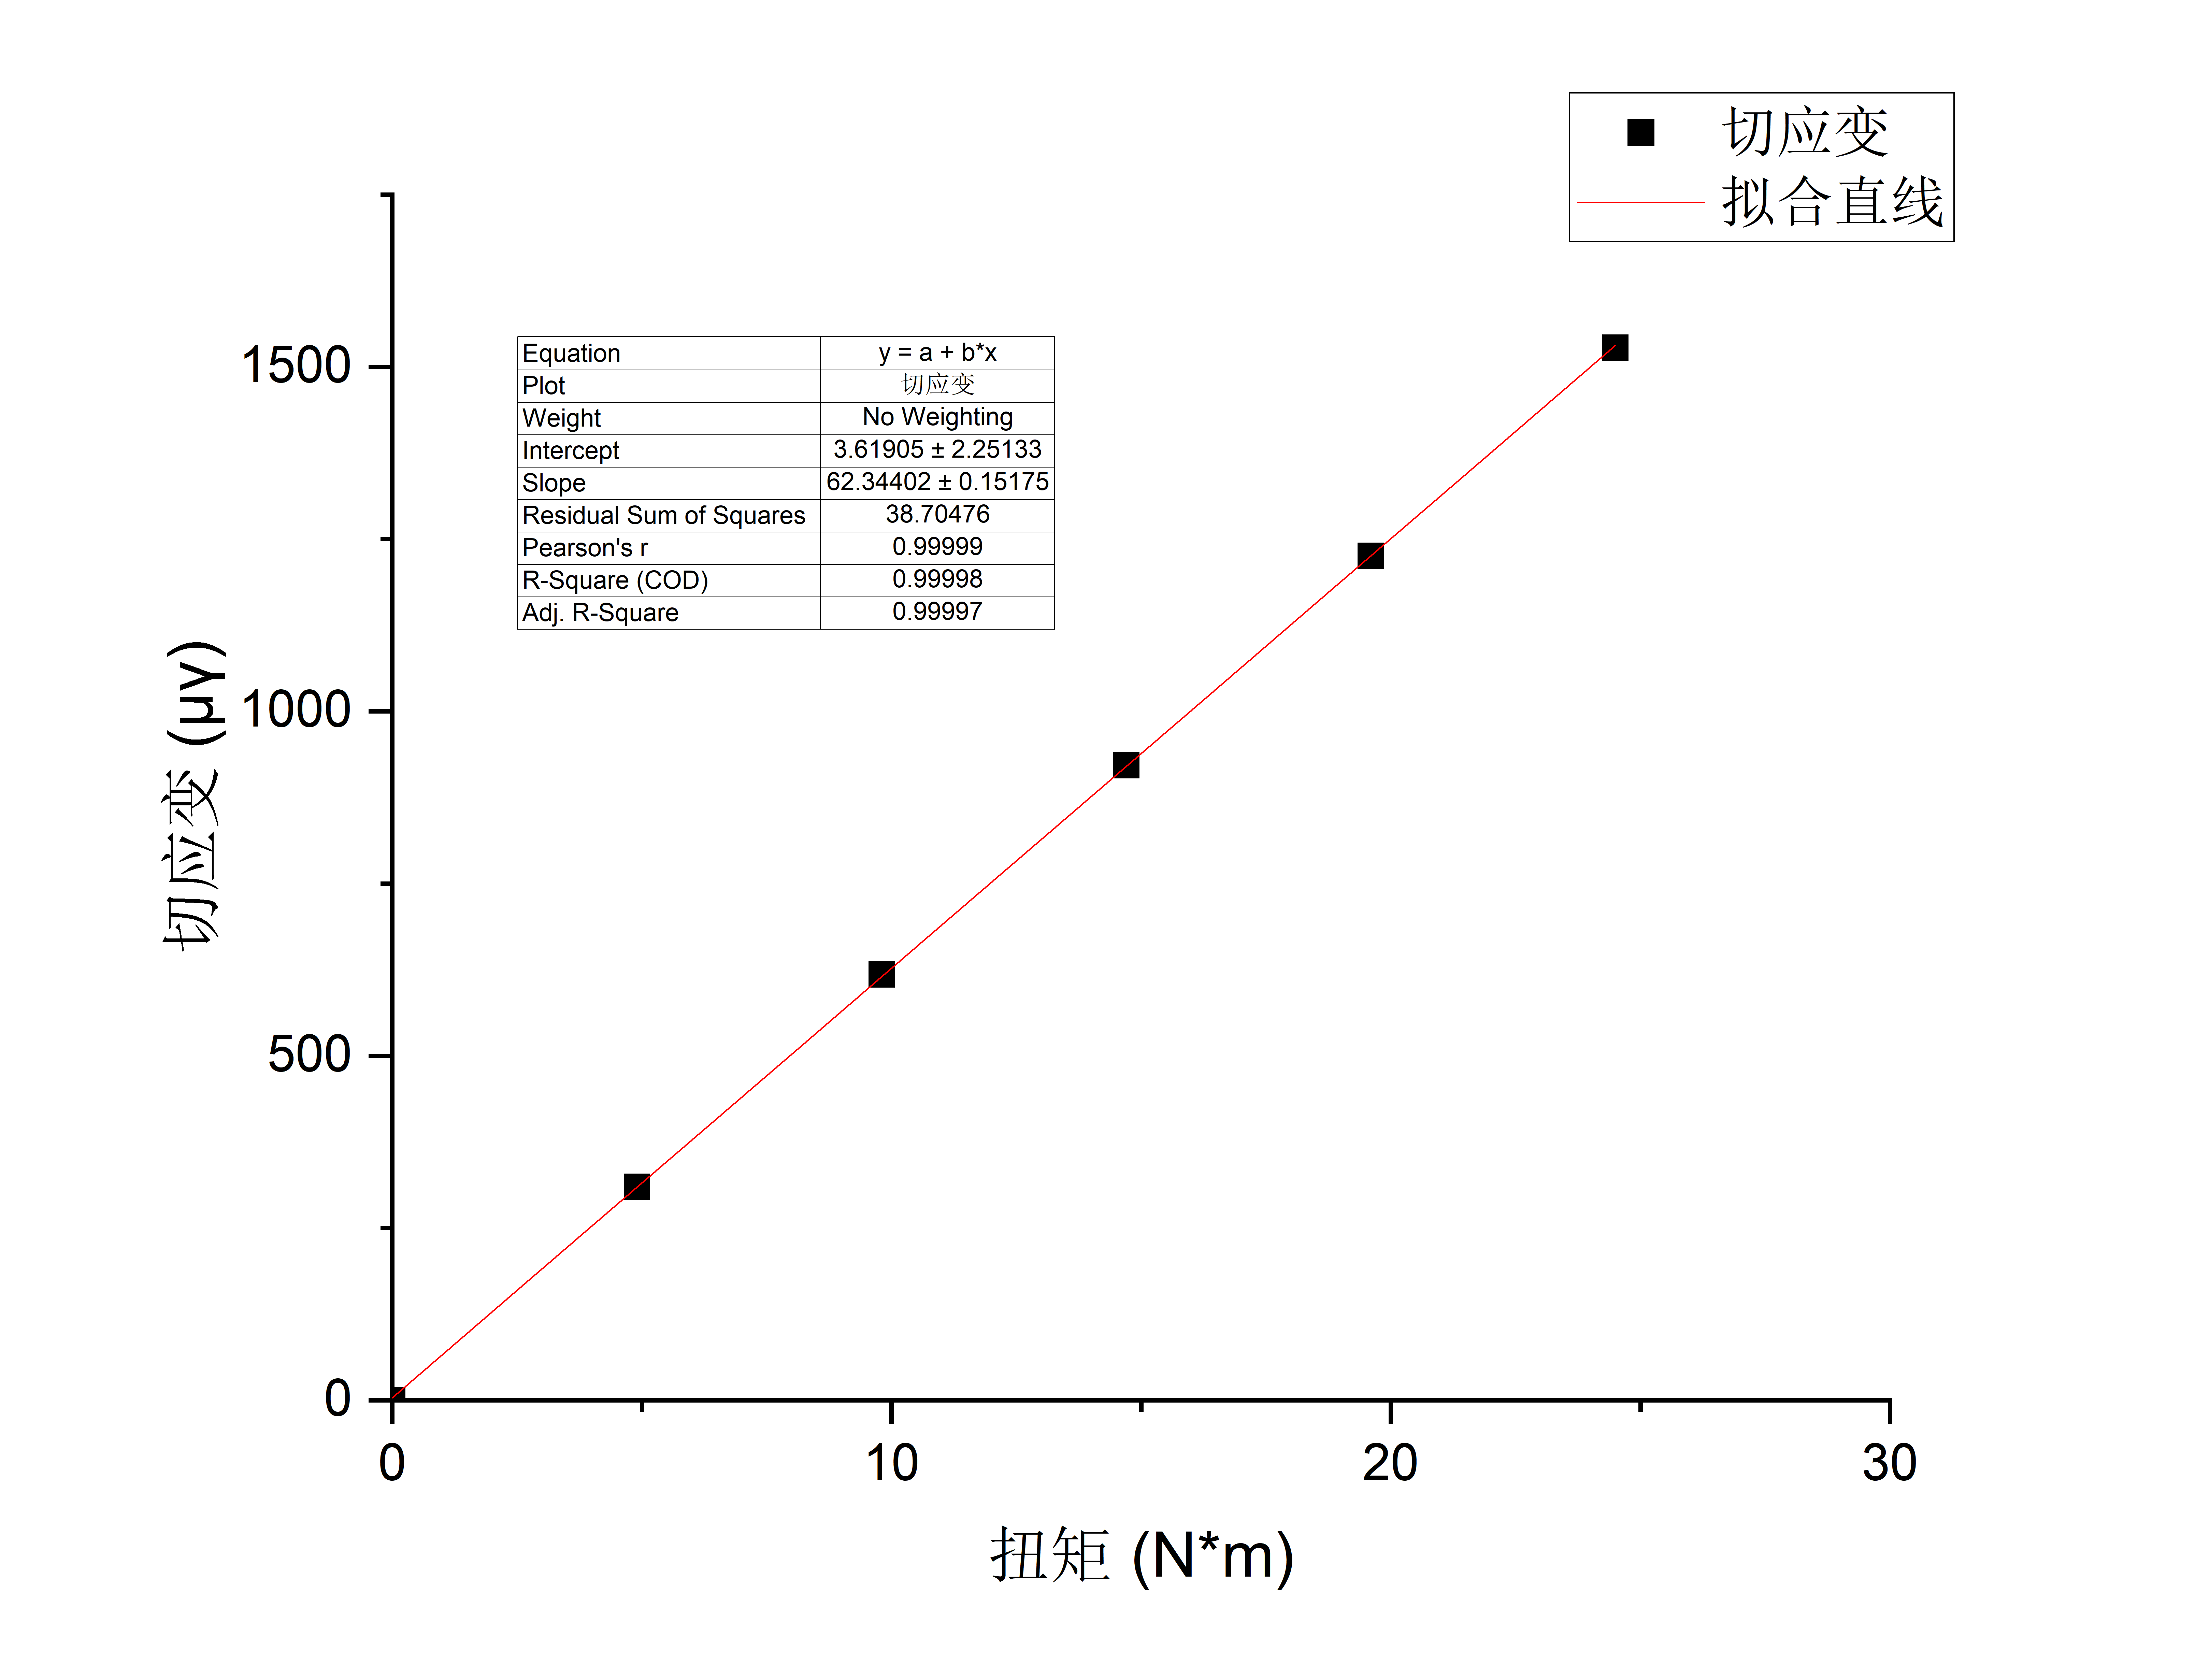 切应变
拟合直线
1500
1000
500
0
切应变 (μγ)
Equation y = a + b*x
Plot 切应变
Weight No Weighting
Intercept 3.61905 ± 2.25133
Slope 62.34402 ± 0.15175
Residual Sum of Squares 38.70476
Pearson's r 0.99999
R-Square (COD) 0.99998
Adj. R-Square 0.99997
0 10 20 30
扭矩 (N*m)